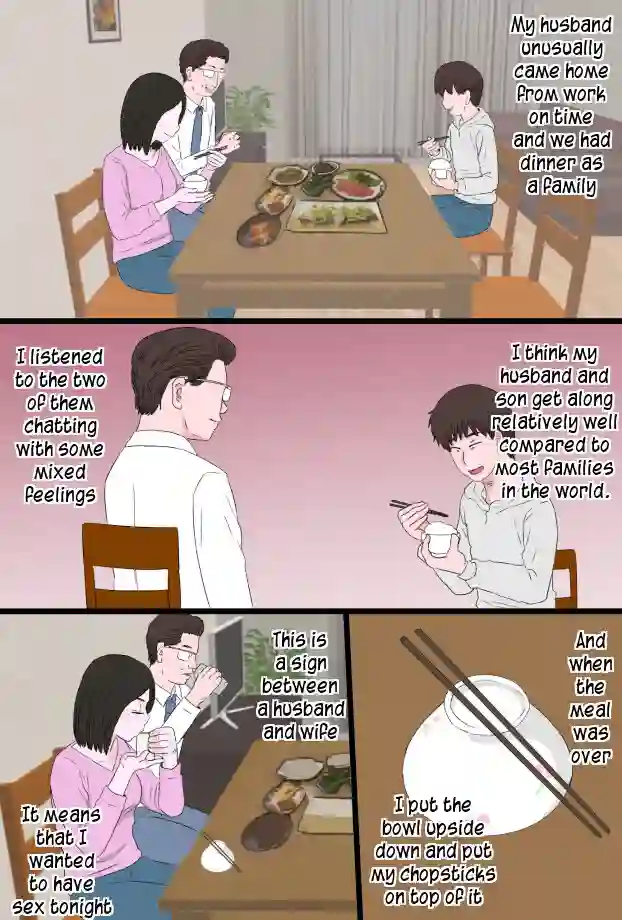 My husband
unusually
came home
from work
on time
and we had
dinner as
a family
I think my
husband and
son get along
relatively well
compared to
most families
in the world.
I listened
to the two
of them
chatting
with some
mixed
feelings
And
when
the
meal
was
over
I put the
bowl upside
down and put
my chopsticks
on top of it
This is
a sign
between
a husband
and wife
It means
that I
wanted
to have
sex tonight